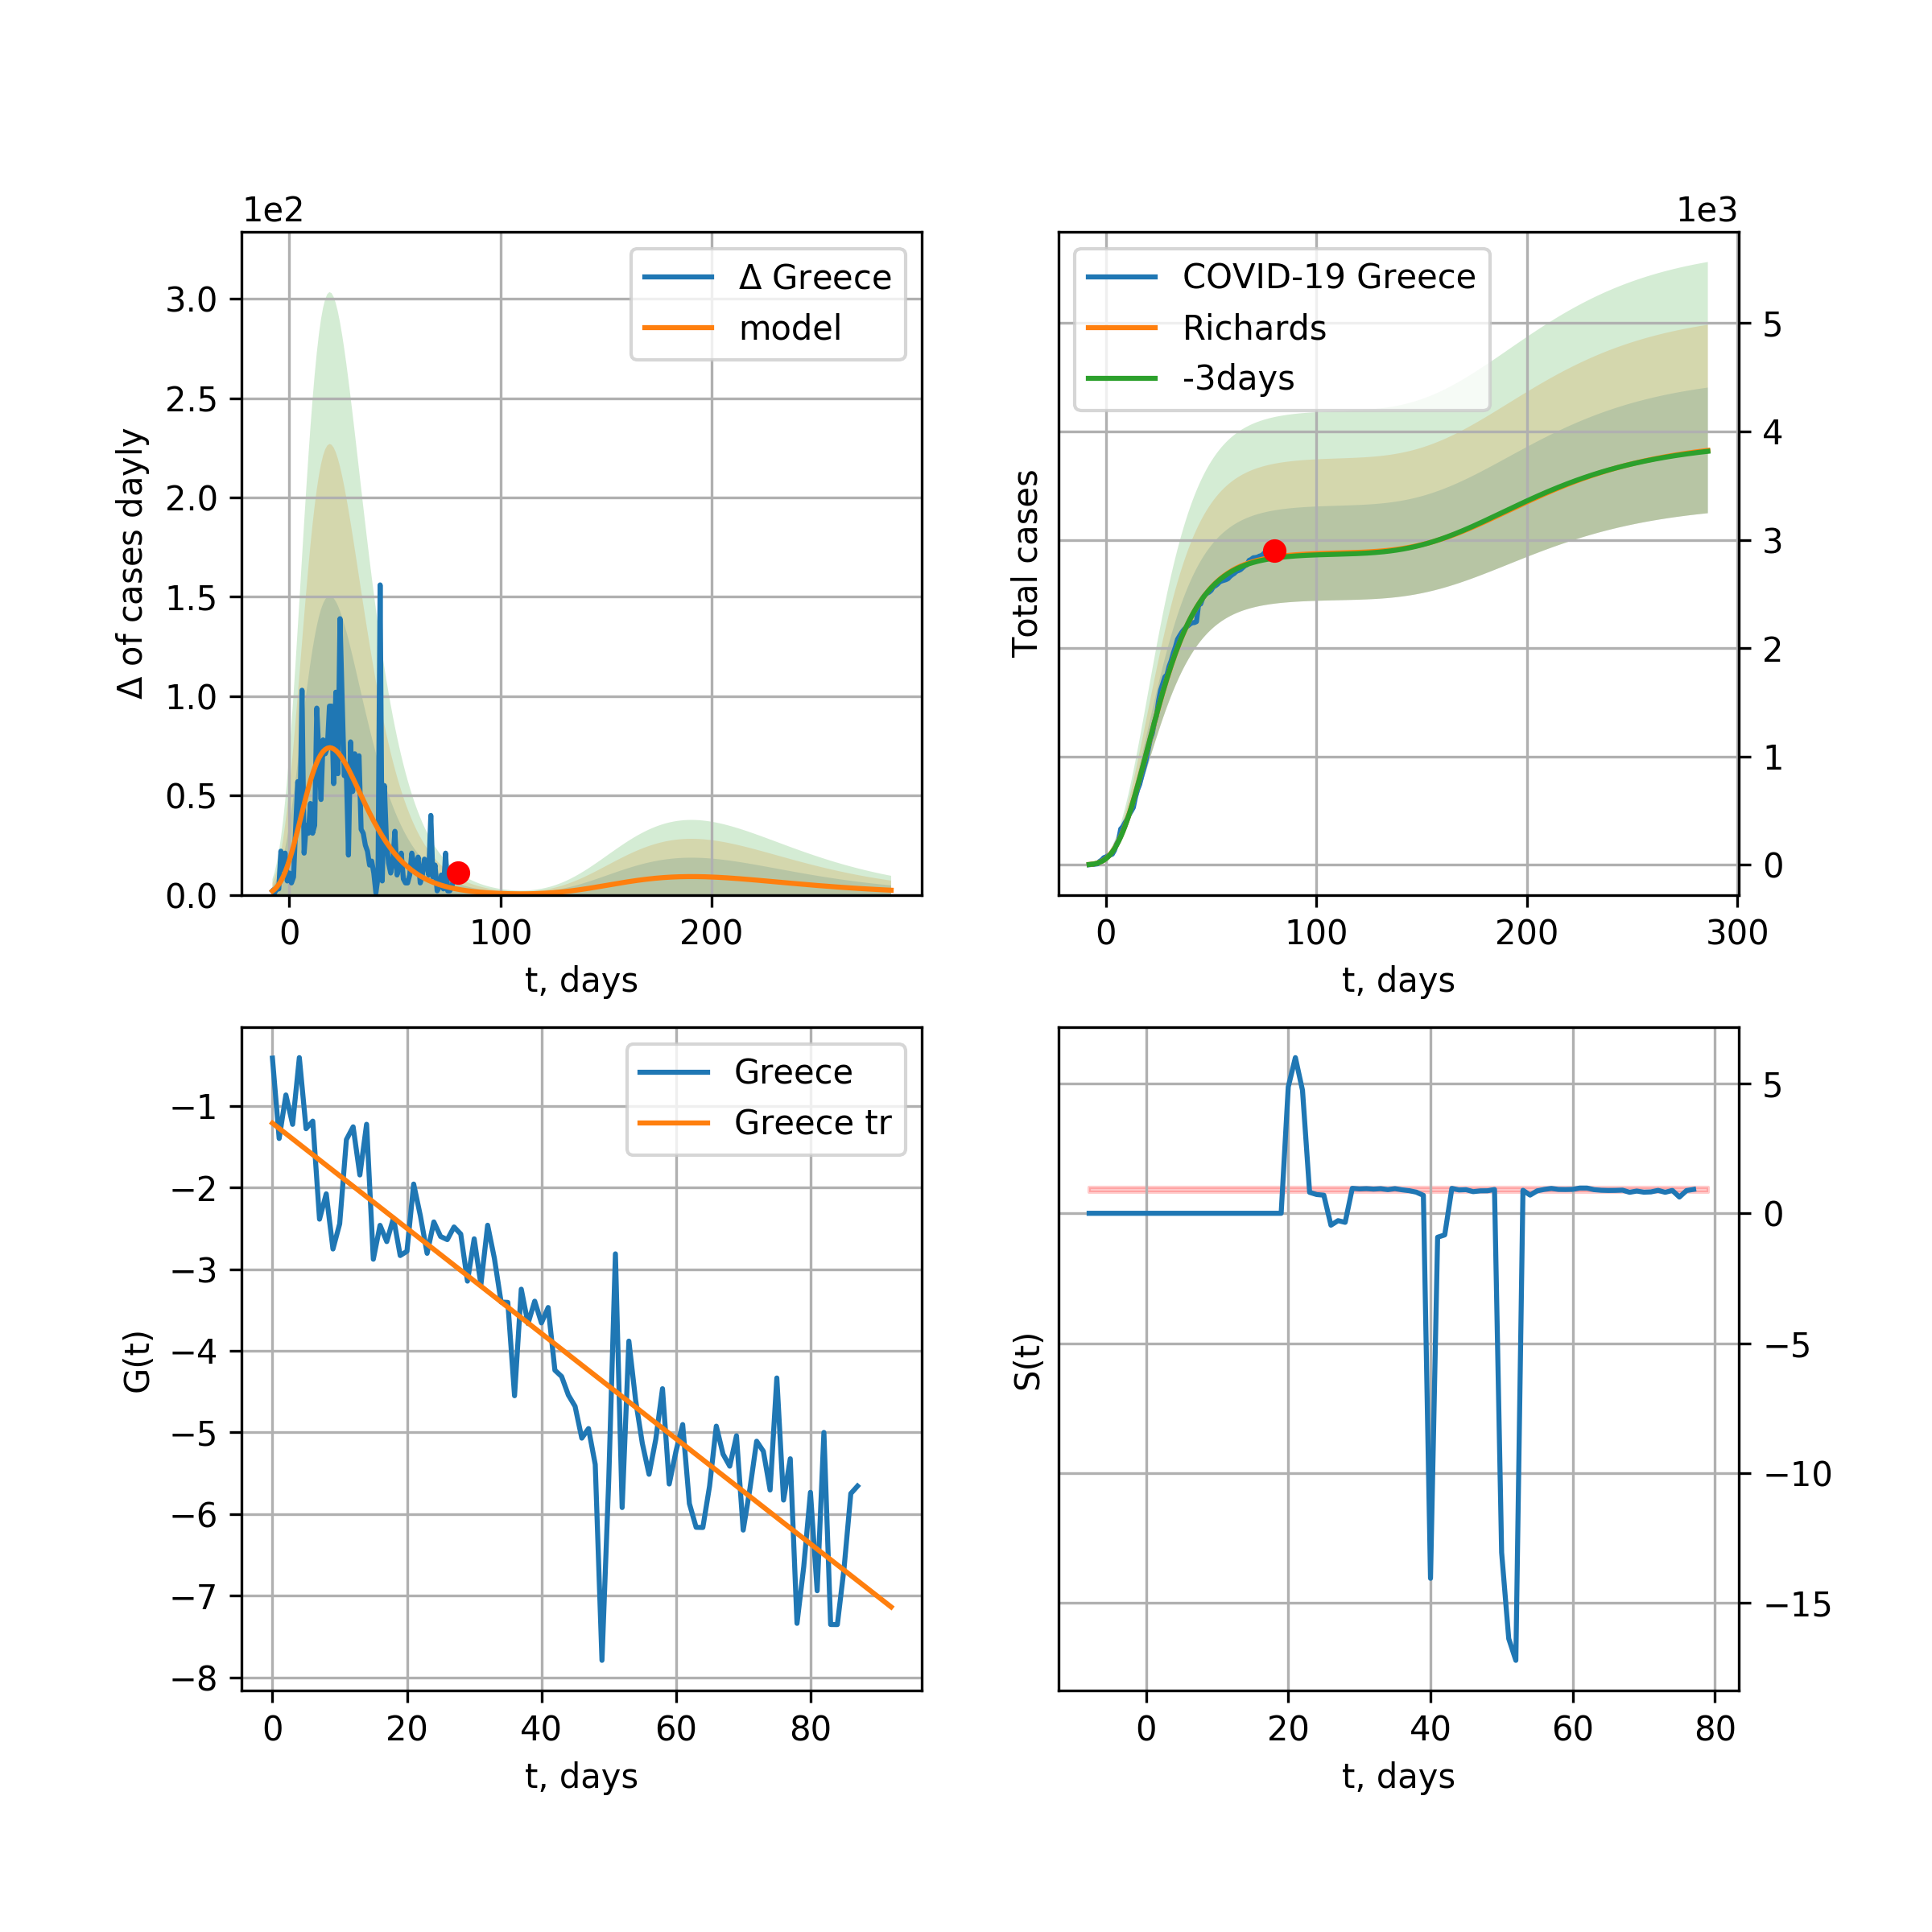 1e2
Δ Greece
model
3.0
2.5
2.0
1.5
1.0
0.5
0.0
Δ of cases dayly
0 100 200
t, days
1e3
COVID-19 Greece
Richards
-3days
5
4
3
2
1
0
Total cases
0 100 200 300
t, days
Greece
Greece tr
−1
−2
−3
−4
−5
−6
−7
−8
G(t)
0 20 40 60 80
t, days
5
0
−5
−10
−15
S(t)
0 20 40 60 80
t, days